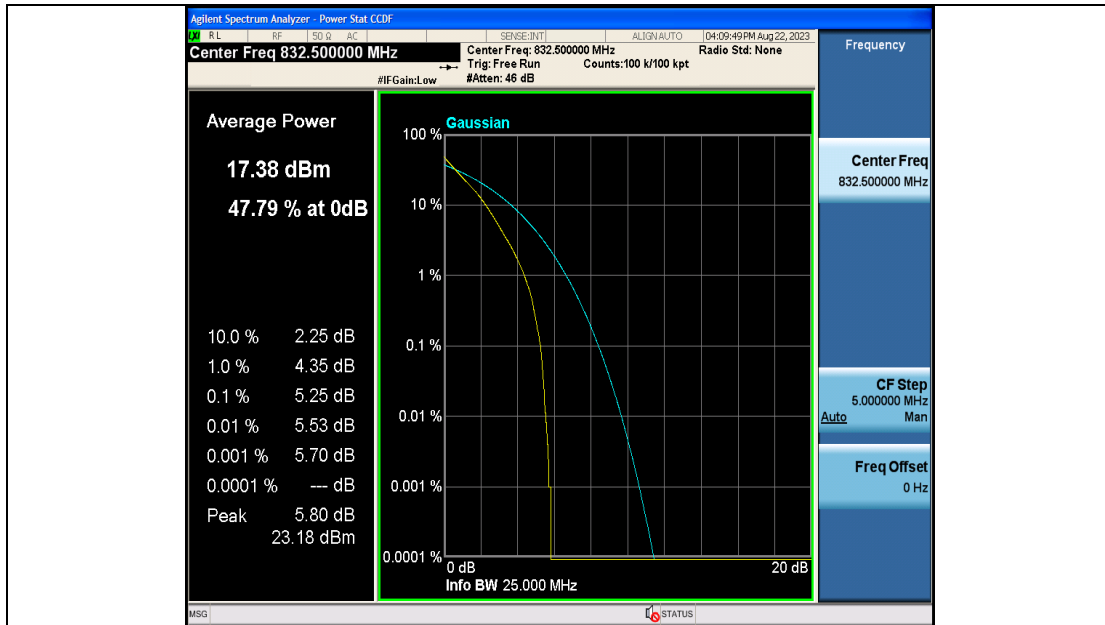 Agilent Spectrum Analyzer - Power Stat CCDF
LXI RL RF 50 Ω AC SENSE:INT ALIGN AUTO 04:09:49 PM Aug 22, 2023
Center Freq 832.500000 MHz
Center Freq: 832.500000 MHz Radio Std: None
Trig: Free Run Counts:100 k/100 kpt
#IFGain:Low #Atten: 46 dB
Frequency
Average Power
17.38 dBm
47.79 % at 0dB
10.0 % 2.25 dB
1.0 % 4.35 dB
0.1 % 5.25 dB
0.01 % 5.53 dB
0.001 % 5.70 dB
0.0001 % --- dB
Peak 5.80 dB
23.18 dBm
Gaussian
100 %
10 %
1 %
0.1 %
0.01 %
0.001 %
0.0001 %
0 dB 20 dB
Info BW 25.000 MHz
Center Freq
832.500000 MHz
CF Step
5.000000 MHz
Auto Man
Freq Offset
0 Hz
MSG STATUS